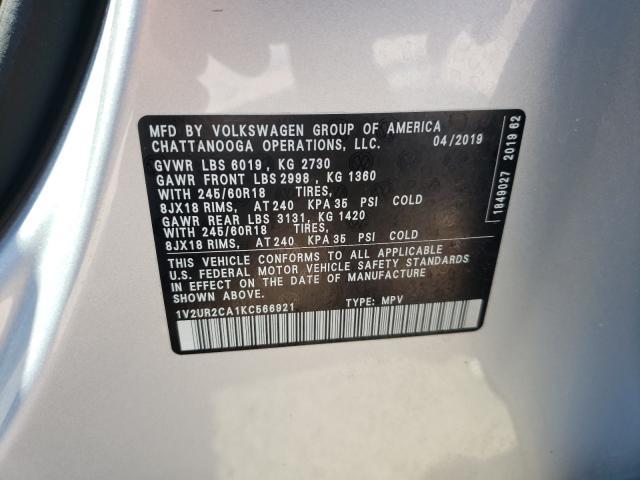 MFD BY VOLKSWAGEN GROUP OF AMERICA
CHATTANOOGA OPERATIONS, LLC. 04/2019
GVWR LBS 6019 , KG 2730
GAWR FRONT LBS 2998 , KG 1360
WITH 245/60R18 TIRES,
8JX18 RIMS, AT 240 KPA 35 PSI COLD
GAWR REAR LBS 3131, KG 1420
WITH 245/60R18 TIRES,
8JX18 RIMS, AT 240 KPA 35 PSI COLD
THIS VEHICLE CONFORMS TO ALL APPLICABLE
U.S. FEDERAL MOTOR VEHICLE SAFETY STANDARDS
IN EFFECT ON THE DATE OF MANUFACTURE
SHOWN ABOVE.
1V2UR2CA1KC566921 TYPE: MPV
1849027 2019 62